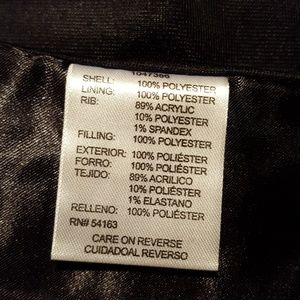 1047366
SHELL: 100% POLYESTER
LINING: 100% POLYESTER
RIB: 89% ACRYLIC
10% POLYESTER
1% SPANDEX
FILLING: 100% POLYESTER
EXTERIOR: 100% POLIÉSTER
FORRO: 100% POLIÉSTER
TEJIDO: 89% ACRILICO
10% POLIÉSTER
1% ELASTANO
RELLENO: 100% POLIÉSTER
RN# 54163
CARE ON REVERSE
CUIDADOAL REVERSO